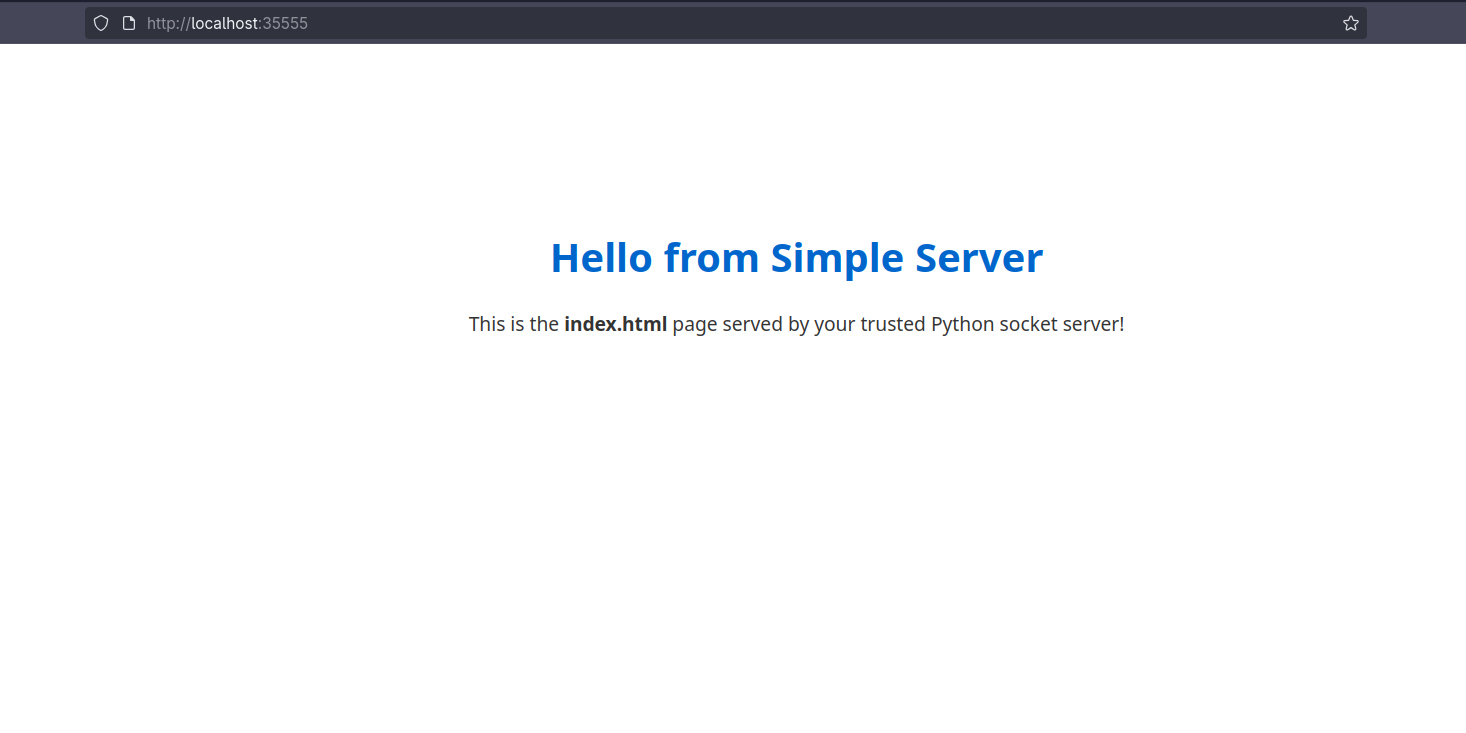 http://localhost:35555
Hello from Simple Server
This is the index.html page served by your trusted Python socket server!